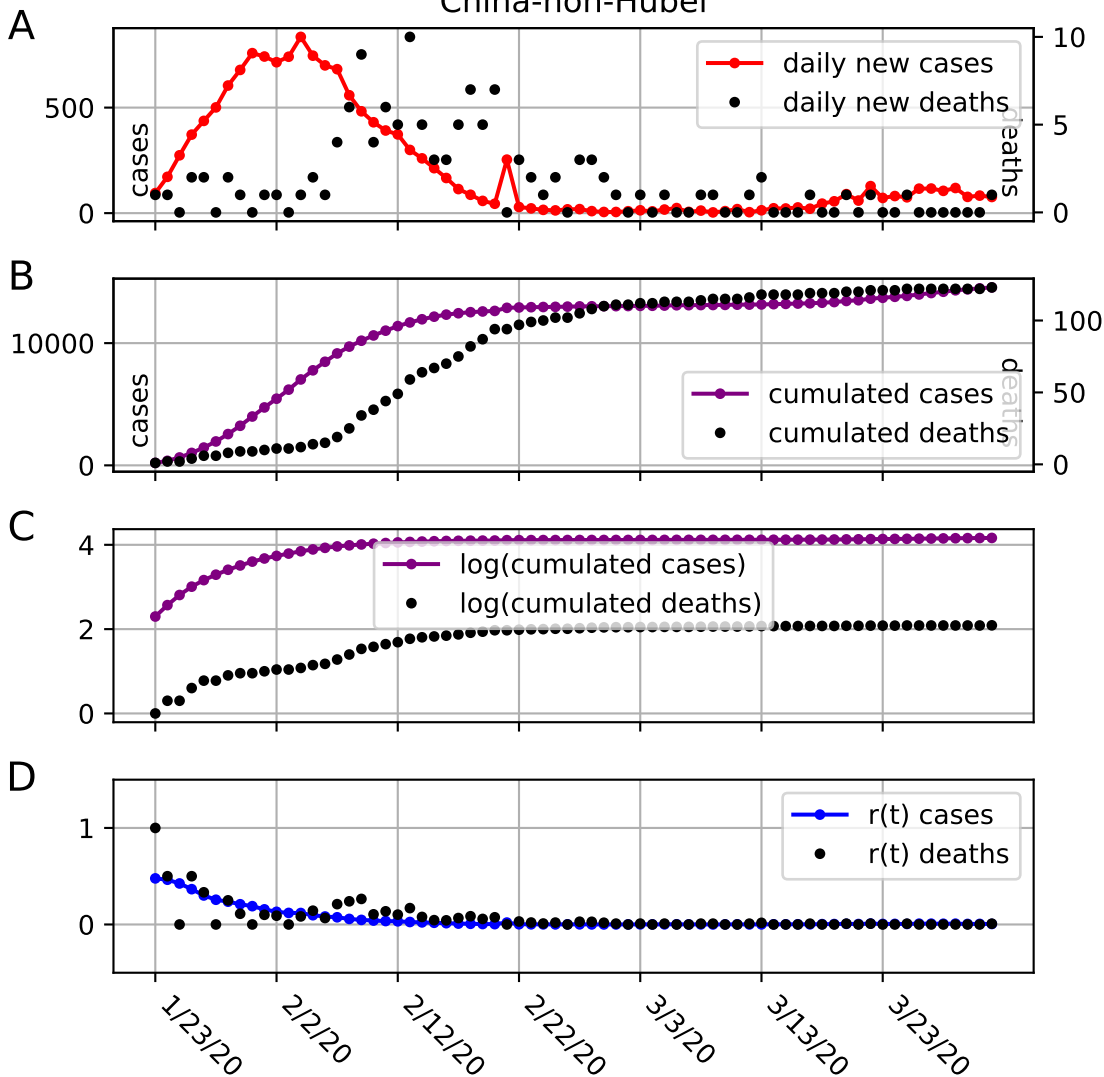 China-non-Hubei
A
daily new cases
daily new deaths
cases
deaths
500
0
10
5
0
B
cumulated cases
cumulated deaths
cases
deaths
10000
0
100
50
0
C
log(cumulated cases)
log(cumulated deaths)
4
2
0
D
r(t) cases
r(t) deaths
1
0
1/23/20
2/2/20
2/12/20
2/22/20
3/3/20
3/13/20
3/23/20